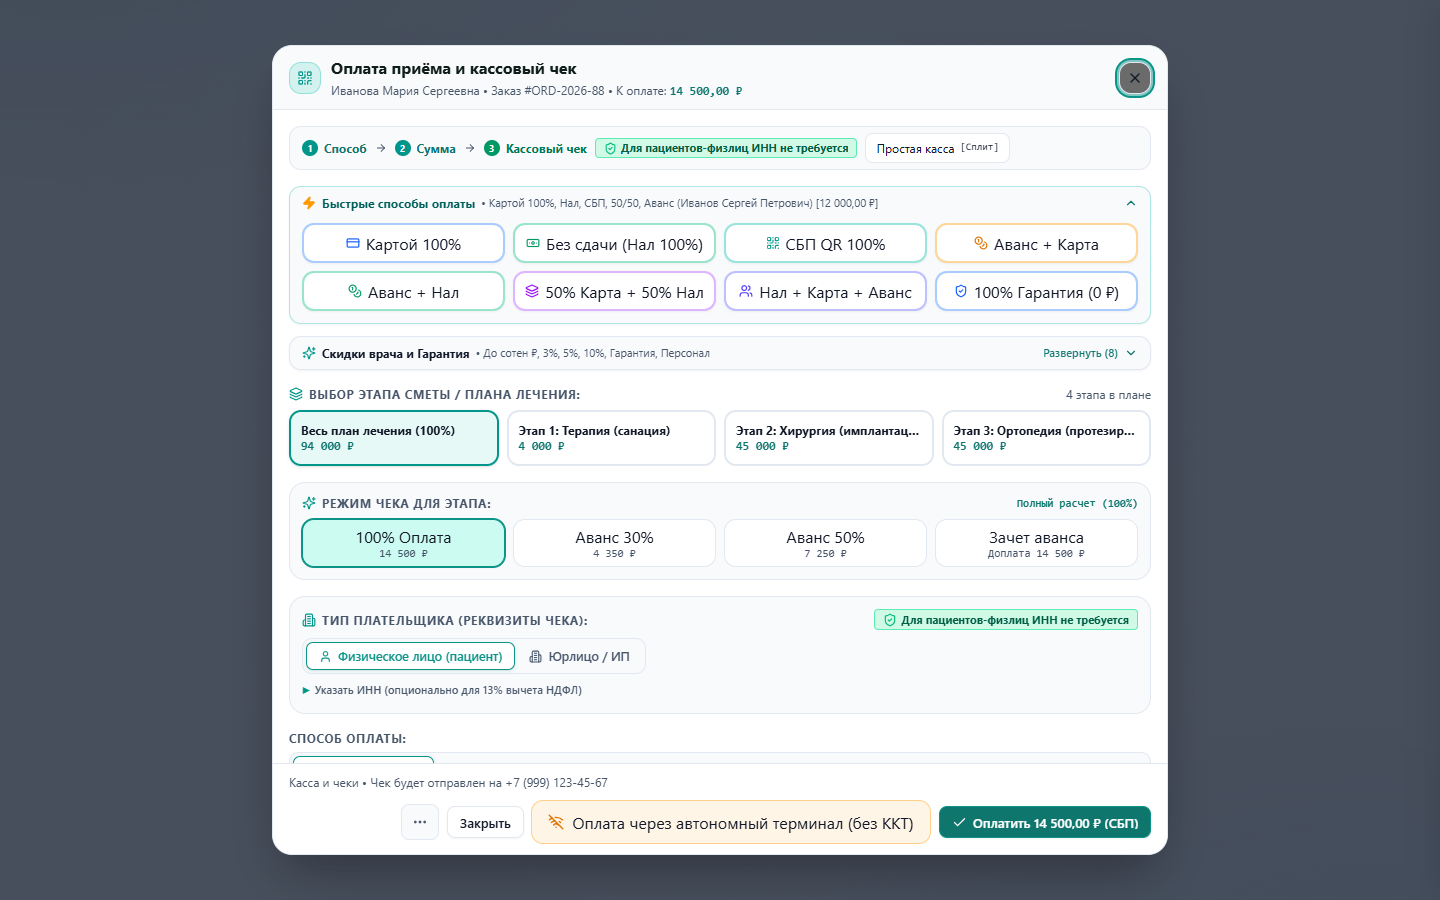 Оплата приёма и кассовый чек
Иванова Мария Сергеевна • Заказ #ORD-2026-88 • К оплате: 14 500,00 ₽
1 Способ → 2 Сумма → 3 Кассовый чек Для пациентов-физлиц ИНН не требуется Простая касса [Сплит]
Быстрые способы оплаты • Картой 100%, Нал, СБП, 50/50, Аванс (Иванов Сергей Петрович) [12 000,00 ₽]
Картой 100% Без сдачи (Нал 100%) СБП QR 100% Аванс + Карта
Аванс + Нал 50% Карта + 50% Нал Нал + Карта + Аванс 100% Гарантия (0 ₽)
Скидки врача и Гарантия • До сотен ₽, 3%, 5%, 10%, Гарантия, Персонал Развернуть (8)
ВЫБОР ЭТАПА СМЕТЫ / ПЛАНА ЛЕЧЕНИЯ: 4 этапа в плане
Весь план лечения (100%) Этап 1: Терапия (санация) Этап 2: Хирургия (имплантац... Этап 3: Ортопедия (протезир...
94 000 ₽ 4 000 ₽ 45 000 ₽ 45 000 ₽
РЕЖИМ ЧЕКА ДЛЯ ЭТАПА: Полный расчет (100%)
100% Оплата Аванс 30% Аванс 50% Зачет аванса
14 500 ₽ 4 350 ₽ 7 250 ₽ Доплата 14 500 ₽
ТИП ПЛАТЕЛЬЩИКА (РЕКВИЗИТЫ ЧЕКА): Для пациентов-физлиц ИНН не требуется
Физическое лицо (пациент) Юрлицо / ИП
▶ Указать ИНН (опционально для 13% вычета НДФЛ)
СПОСОБ ОПЛАТЫ:
Касса и чеки • Чек будет отправлен на +7 (999) 123-45-67
Закрыть Оплата через автономный терминал (без ККТ) Оплатить 14 500,00 ₽ (СБП)